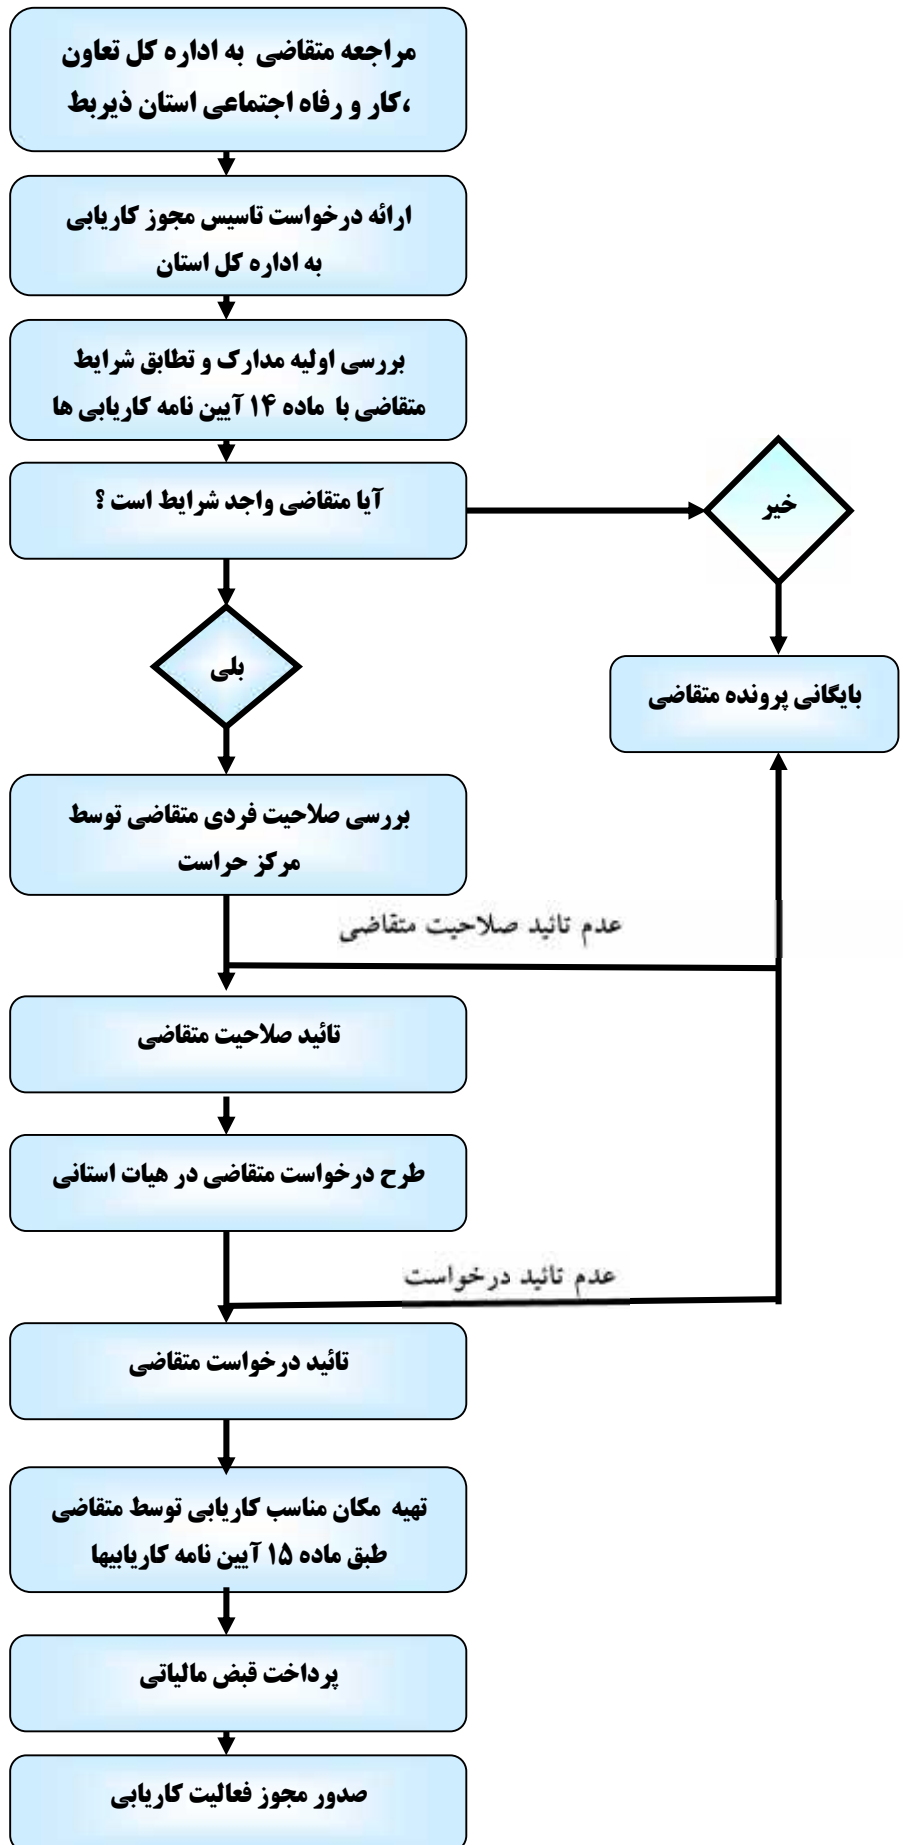 مراجعه متقاضی به اداره کل تعاون
،کار و رفاه اجتماعی استان ذیربط
ارائه درخواست تاسیس مجوز کاریابی
به اداره کل استان
بررسی اولیه مدارک و تطابق شرایط
متقاضی با ماده ۱۴ آیین نامه کاریابی ها
آیا متقاضی واجد شرایط است ؟
خیر
بلی
بایگانی پرونده متقاضی
بررسی صلاحیت فردی متقاضی توسط
مرکز حراست
عدم تائید صلاحیت متقاضی
تائید صلاحیت متقاضی
طرح درخواست متقاضی در هیات استانی
عدم تائید درخواست
تائید درخواست متقاضی
تهیه مکان مناسب کاریابی توسط متقاضی
طبق ماده ۱۵ آیین نامه کاریابیها
پرداخت قبض مالیاتی
صدور مجوز فعالیت کاریابی